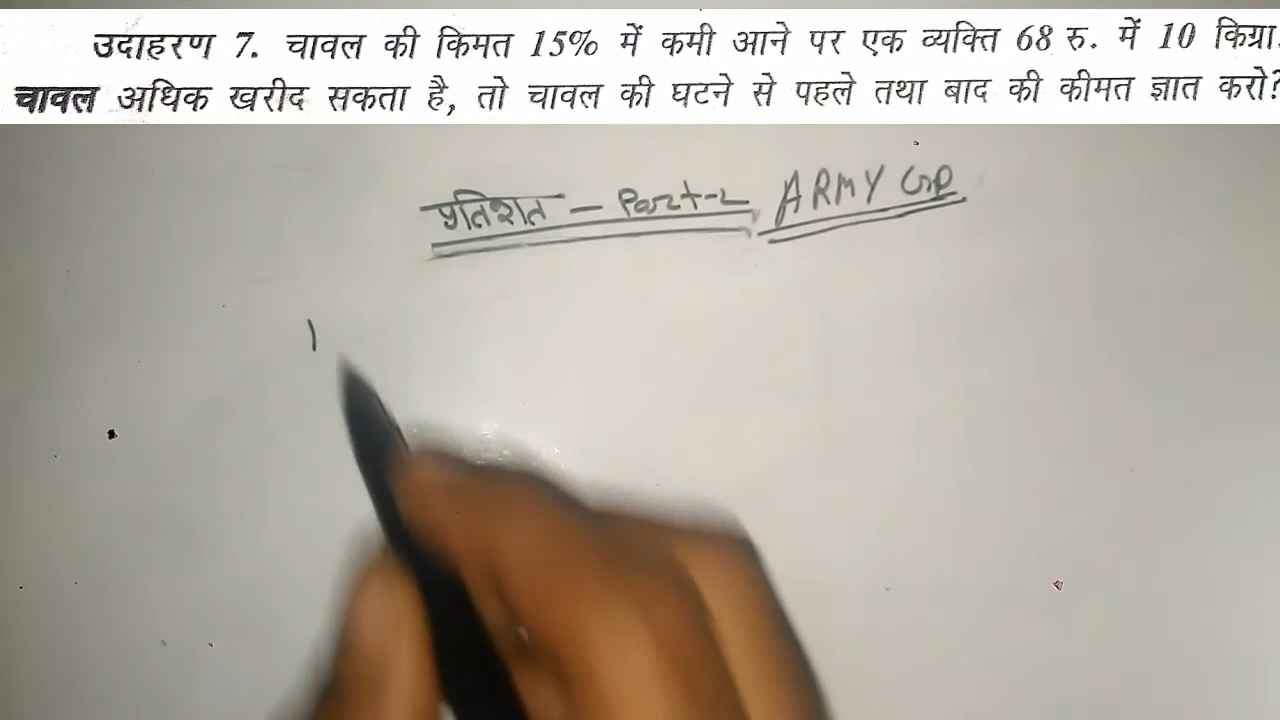 उदाहरण 7. चावल की किमत 15% में कमी आने पर एक व्यक्ति 68 रु. में 10 किग्रा.
चावल अधिक खरीद सकता है, तो चावल की घटने से पहले तथा बाद की कीमत ज्ञात करो?
प्रतिशत - Part-2 ARMY GD